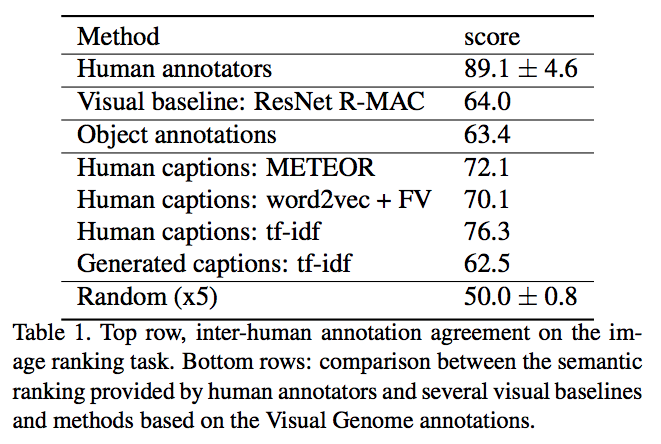 Method score
Human annotators 89.1 ± 4.6
Visual baseline: ResNet R-MAC 64.0
Object annotations 63.4
Human captions: METEOR 72.1
Human captions: word2vec + FV 70.1
Human captions: tf-idf 76.3
Generated captions: tf-idf 62.5
Random (x5) 50.0 ± 0.8
Table 1. Top row, inter-human annotation agreement on the im-
age ranking task. Bottom rows: comparison between the semantic
ranking provided by human annotators and several visual baselines
and methods based on the Visual Genome annotations.